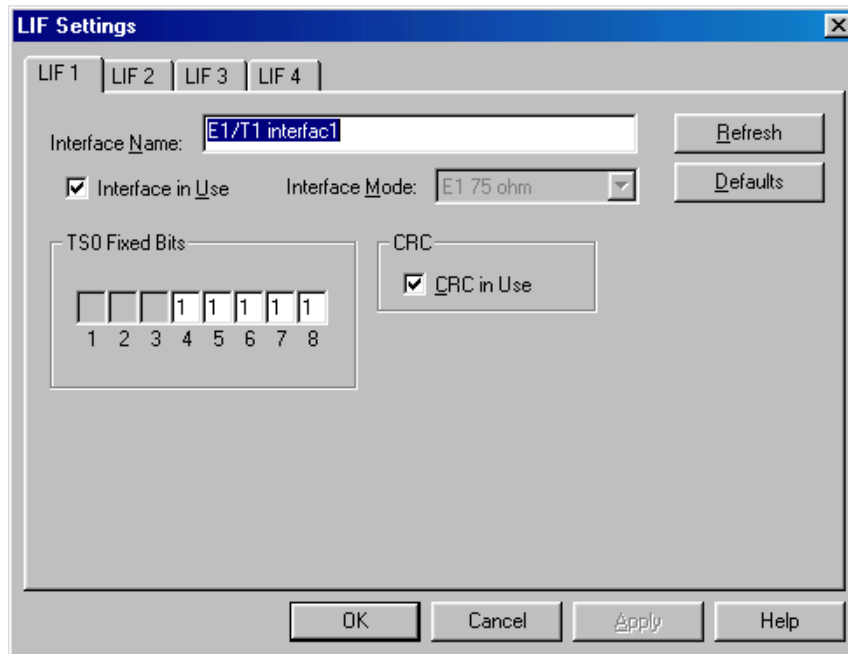 LIF Settings
LIF 1 LIF 2 LIF 3 LIF 4
Interface Name: E1/T1 interfac1 Refresh
Interface in Use Interface Mode: E1 75 ohm Defaults
TS0 Fixed Bits CRC
CRC in Use
1 1 1 1 1
1 2 3 4 5 6 7 8
OK Cancel Apply Help